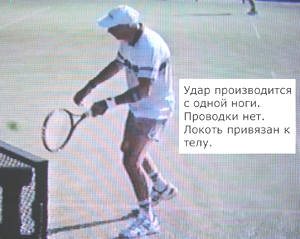 Удар производится
с одной ноги.
Проводки нет.
Локоть привязан к
телу.